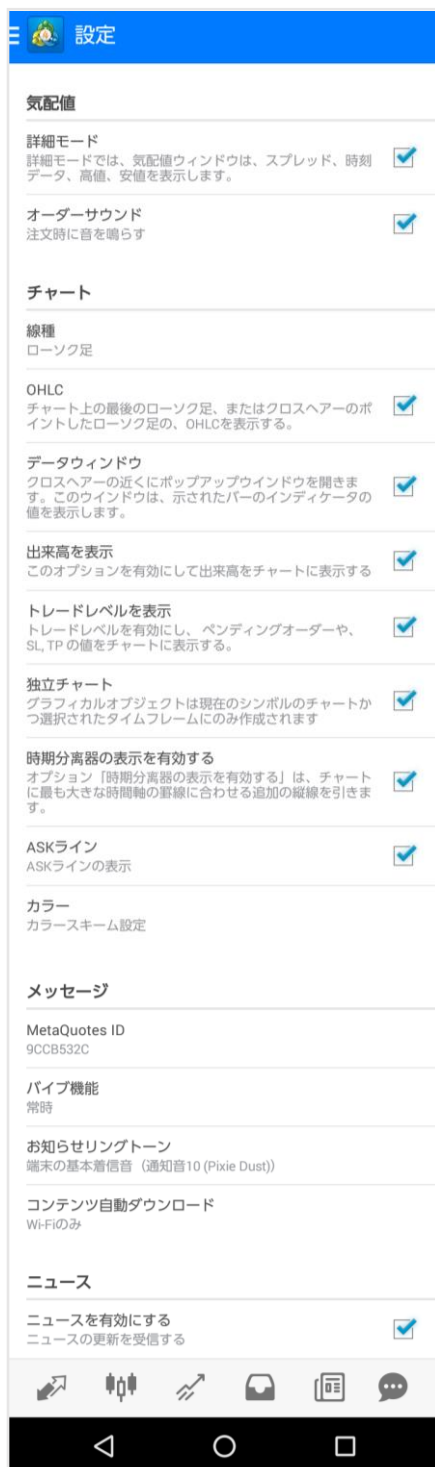 設定
気配値
詳細モード
詳細モードでは、気配値ウィンドウは、スプレッド、時刻
データ、高値、安値を表示します。
オーダーサウンド
注文時に音を鳴らす
チャート
線種
ローソク足
OHLC
チャート上の最後のローソク足、またはクロスヘアーのポ
イントしたローソク足の、OHLCを表示する。
データウィンドウ
クロスヘアーの近くにポップアップウインドウを開きま
す。このウインドウは、示されたバーのインディケータの
値を表示します。
出来高を表示
このオプションを有効にして出来高をチャートに表示する
トレードレベルを表示
トレードレベルを有効にし、 ペンディングオーダーや、
SL, TP の値をチャートに表示する。
独立チャート
グラフィカルオブジェクトは現在のシンボルのチャートか
つ選択されたタイムフレームにのみ作成されます
時期分离器の表示を有効する
オプション「時期分离器の表示を有効する」は、チャート
に最も大きな時間軸の罫線に合わせる追加の縦線を引きま
す。
ASKライン
ASKラインの表示
カラー
カラースキーム設定
メッセージ
MetaQuotes ID
9CCB532C
バイブ機能
常時
お知らせリングトーン
端末の基本着信音（通知音10 (Pixie Dust)）
コンテンツ自動ダウンロード
Wi-Fiのみ
ニュース
ニュースを有効にする
ニュースの更新を受信する